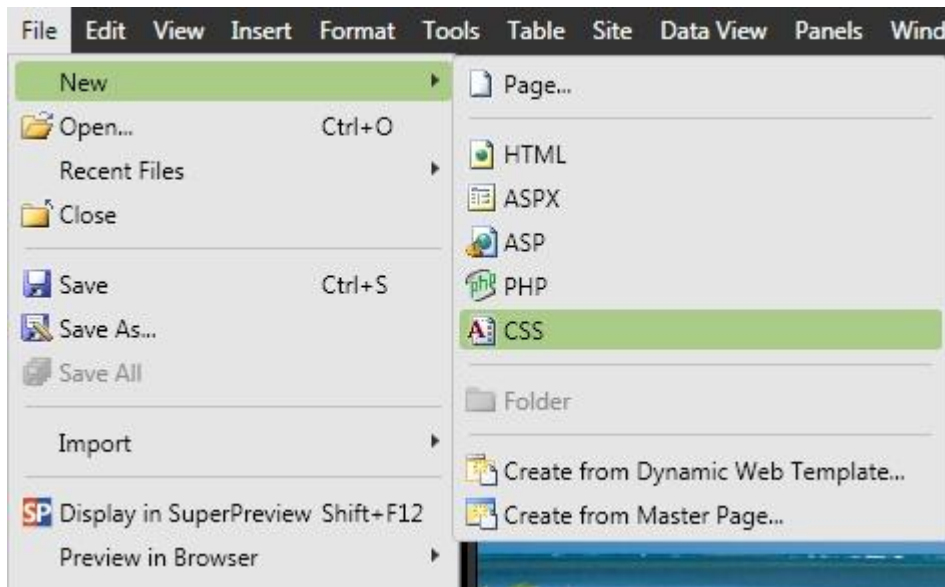 File Edit View Insert Format Tools Table Site Data View Panels Wind
New
Open... Ctrl+O
Recent Files
Close
Save Ctrl+S
Save As...
Save All
Import
SP Display in SuperPreview Shift+F12
Preview in Browser
Page...
HTML
ASPX
ASP
php PHP
A CSS
Folder
Create from Dynamic Web Template...
Create from Master Page...